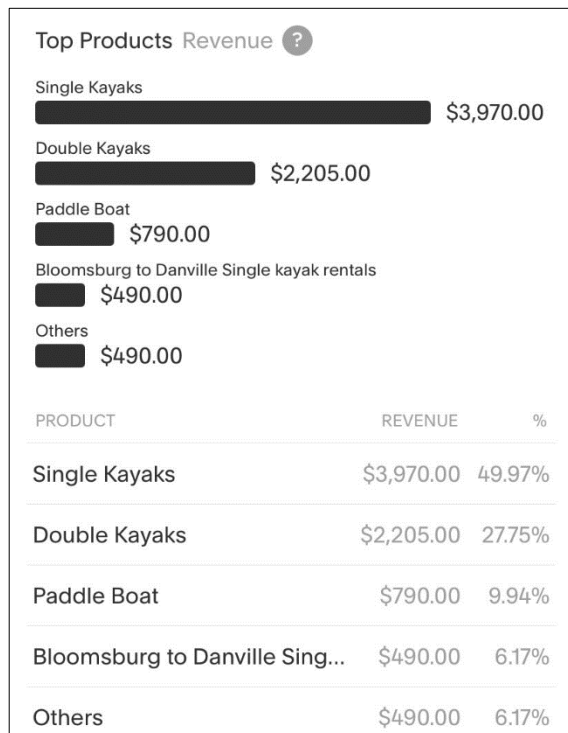 Top Products Revenue ?
Single Kayaks
$3,970.00
Double Kayaks
$2,205.00
Paddle Boat
$790.00
Bloomsburg to Danville Single kayak rentals
$490.00
Others
$490.00
PRODUCT REVENUE %
Single Kayaks $3,970.00 49.97%
Double Kayaks $2,205.00 27.75%
Paddle Boat $790.00 9.94%
Bloomsburg to Danville Sing... $490.00 6.17%
Others $490.00 6.17%